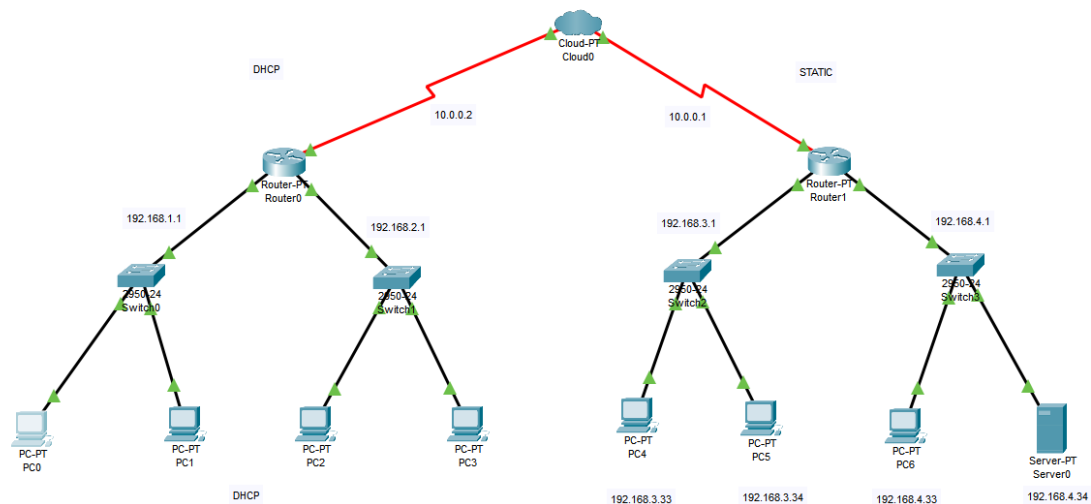 Cloud-PT
Cloud0
DHCP
STATIC
10.0.0.2
10.0.0.1
Router-PT
Router0
Router-PT
Router1
192.168.1.1
192.168.2.1
192.168.3.1
192.168.4.1
2950-24
Switch0
2950-24
Switch1
2950-24
Switch2
2950-24
Switch3
PC-PT
PC0
PC-PT
PC1
PC-PT
PC2
PC-PT
PC3
PC-PT
PC4
PC-PT
PC5
PC-PT
PC6
Server-PT
Server0
DHCP
192.168.3.33
192.168.3.34
192.168.4.33
192.168.4.34